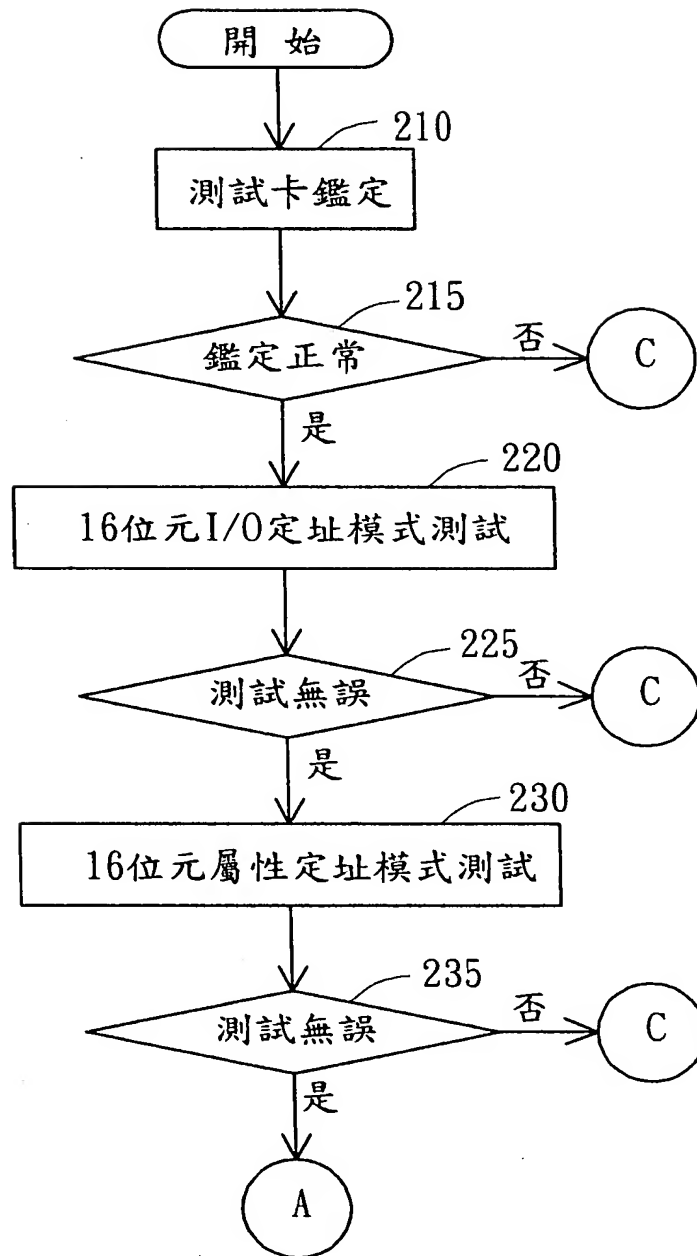 開始
210
測試卡鑑定
215
鑑定正常
否
C
是
220
16位元I/O定址模式測試
225
測試無誤
否
C
是
230
16位元屬性定址模式測試
235
測試無誤
否
C
是
A